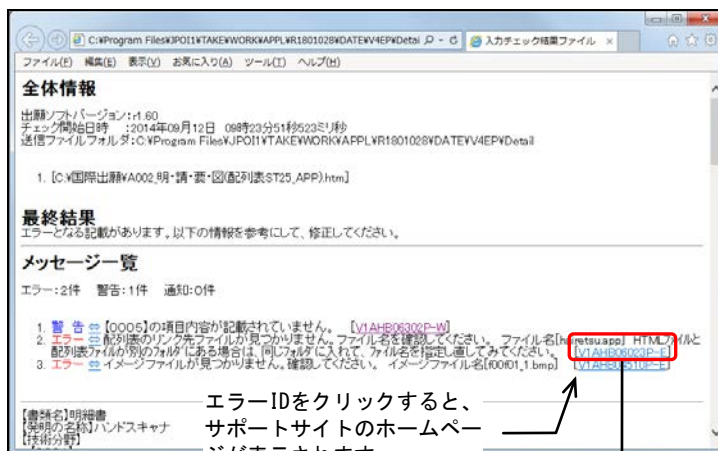 C:¥Program Files¥JPOI1¥TAKE¥WORK¥APPL¥R1801028¥DATE¥V4EP¥Detai
入力チェック結果ファイル
ファイル(F) 編集(E) 表示(V) お気に入り(A) ツール(T) ヘルプ(H)
全体情報
出願ソフトバージョン:r1.60
チェック開始日時 :2014年09月12日 09時23分51秒523ミリ秒
送信ファイルフォルダ:C:¥Program Files¥JPOI1¥TAKE¥WORK¥APPL¥R1801028¥DATE¥V4EP¥Detail
1. [C:¥国際出願¥A002_明・請・要・図(配列表ST25_APP).htm]
最終結果
エラーとなる記載があります。以下の情報を参考にして、修正してください。
メッセージ一覧
エラー:2件 警告:1件 通知:0件
1. 警 告 ⇔ 【0005】の項目内容が記載されていません。 [V1AHB06302P-W]
2. エラー ⇔ 配列表のリンク先ファイルが見つかりません。ファイル名を確認してください。 ファイル名[hairetsu.app] HTMLファイルと
配列表ファイルが別のフォルダにある場合は、同じフォルダに入れて、ファイル名を指定し直してみてください。 [V1AHB06023P-E]
3. エラー ⇔ イメージファイルが見つかりません。確認してください。 イメージファイル名[f00f01_1.bmp] [V1AHB06510P-E]
【書類名】明細書
【発明の名称】ハンドスキャナ
【技術分野】
エラーIDをクリックすると、
サポートサイトのホームペー
ジが表示されます